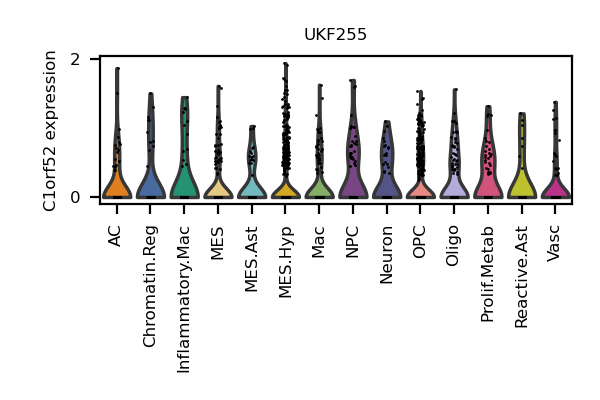 UKF255
C1orf52 expression
2
0
AC
Chromatin.Reg
Inflammatory.Mac
MES
MES.Ast
MES.Hyp
Mac
NPC
Neuron
OPC
Oligo
Prolif.Metab
Reactive.Ast
Vasc